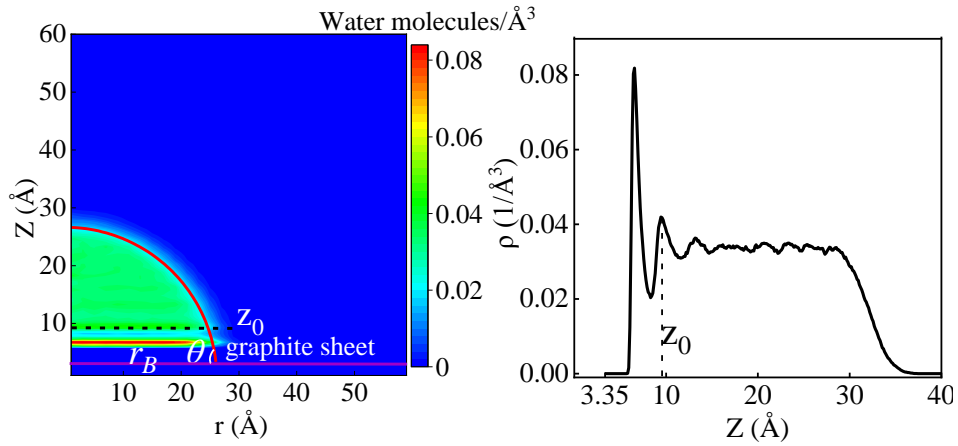 Water molecules/Å³
60
50
40
30
20
10
Z (Å)
10 20 30 40 50
r (Å)
z₀
r_B θ graphite sheet
0.08
0.06
0.04
0.02
0
0.08
0.06
0.04
0.02
0.00
ρ (1/Å³)
z₀
3.35 10 20 30 40
Z (Å)